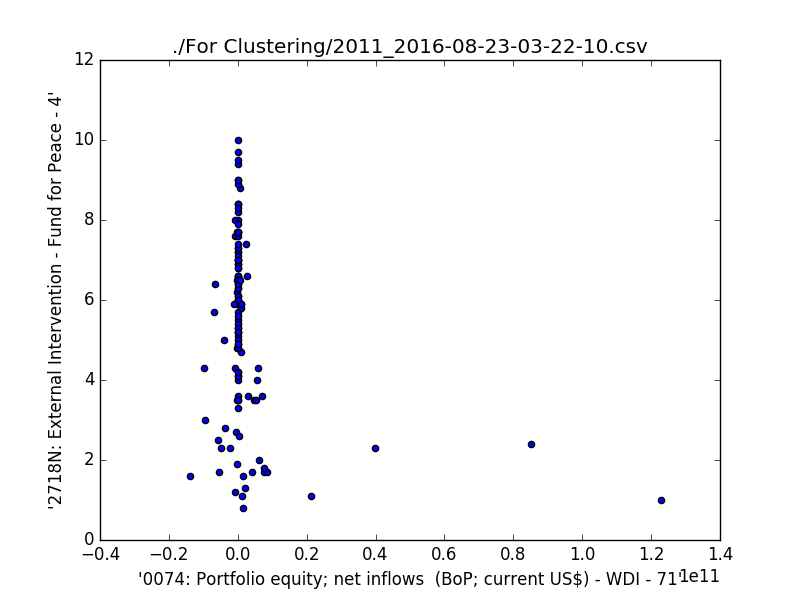 ./For Clustering/2011_2016-08-23-03-22-10.csv
12
10
8
6
4
2
0
'2718N: External Intervention - Fund for Peace - 4'
−0.4 −0.2 0.0 0.2 0.4 0.6 0.8 1.0 1.2 1.4
1e11
'0074: Portfolio equity; net inflows  (BoP; current US$) - WDI - 71'